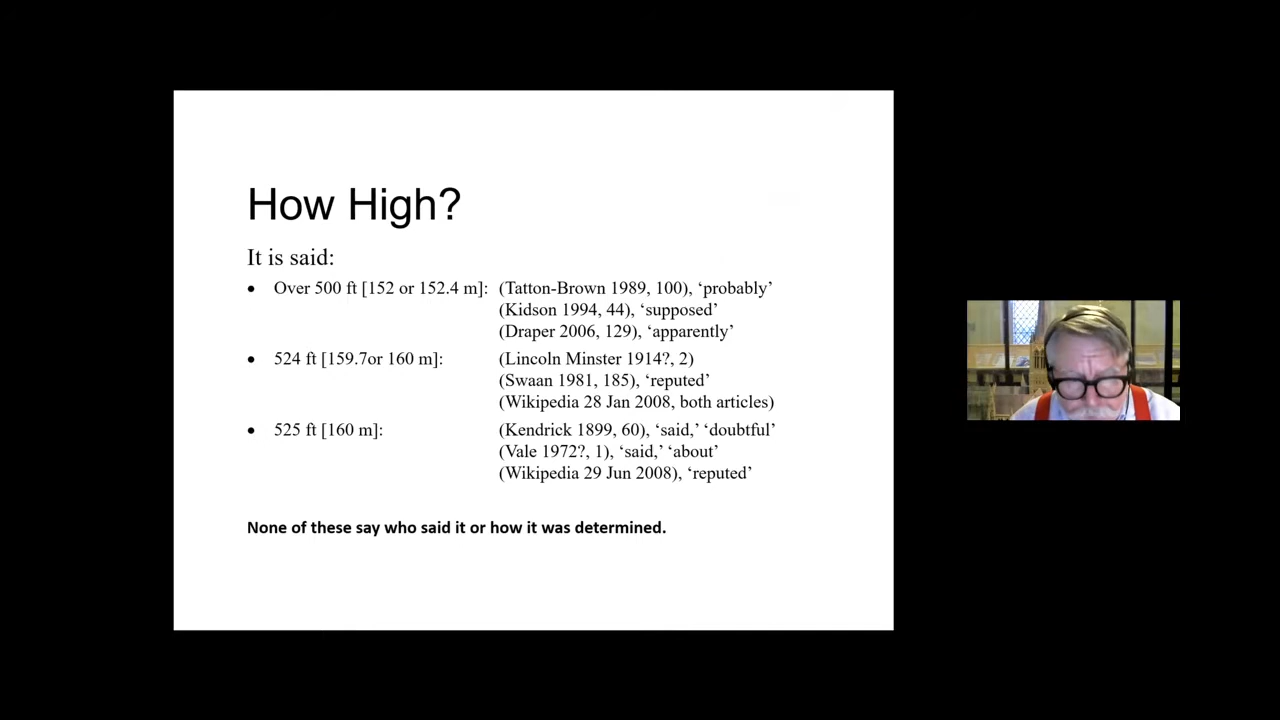 How High?
It is said:
• Over 500 ft [152 or 152.4 m]: (Tatton-Brown 1989, 100), ‘probably’
(Kidson 1994, 44), ‘supposed’
(Draper 2006, 129), ‘apparently’
• 524 ft [159.7or 160 m]: (Lincoln Minster 1914?, 2)
(Swaan 1981, 185), ‘reputed’
(Wikipedia 28 Jan 2008, both articles)
• 525 ft [160 m]: (Kendrick 1899, 60), ‘said,’ ‘doubtful’
(Vale 1972?, 1), ‘said,’ ‘about’
(Wikipedia 29 Jun 2008), ‘reputed’
None of these say who said it or how it was determined.